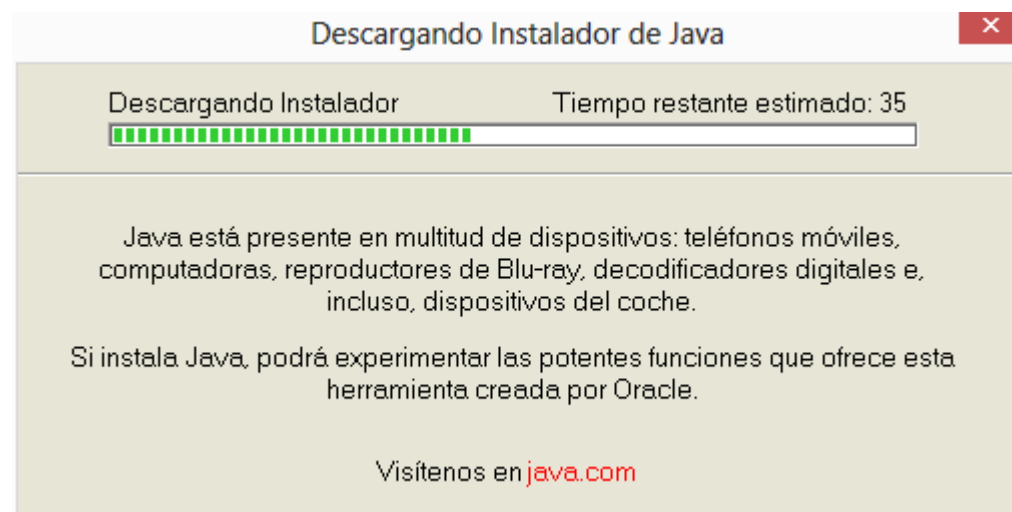 Descargando Instalador de Java
Descargando Instalador Tiempo restante estimado: 35
Java está presente en multitud de dispositivos: teléfonos móviles,
computadoras, reproductores de Blu-ray, decodificadores digitales e,
incluso, dispositivos del coche.
Si instala Java, podrá experimentar las potentes funciones que ofrece esta
herramienta creada por Oracle.
Visítenos en java.com